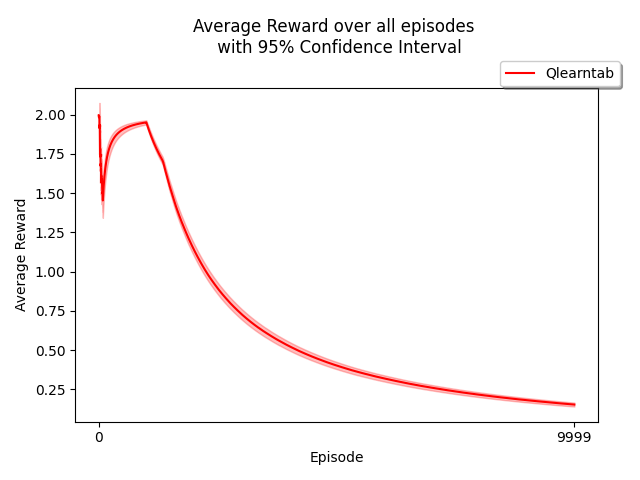 Average Reward over all episodes
with 95% Confidence Interval
Qlearntab
2.00
1.75
1.50
1.25
1.00
0.75
0.50
0.25
Average Reward
0
9999
Episode